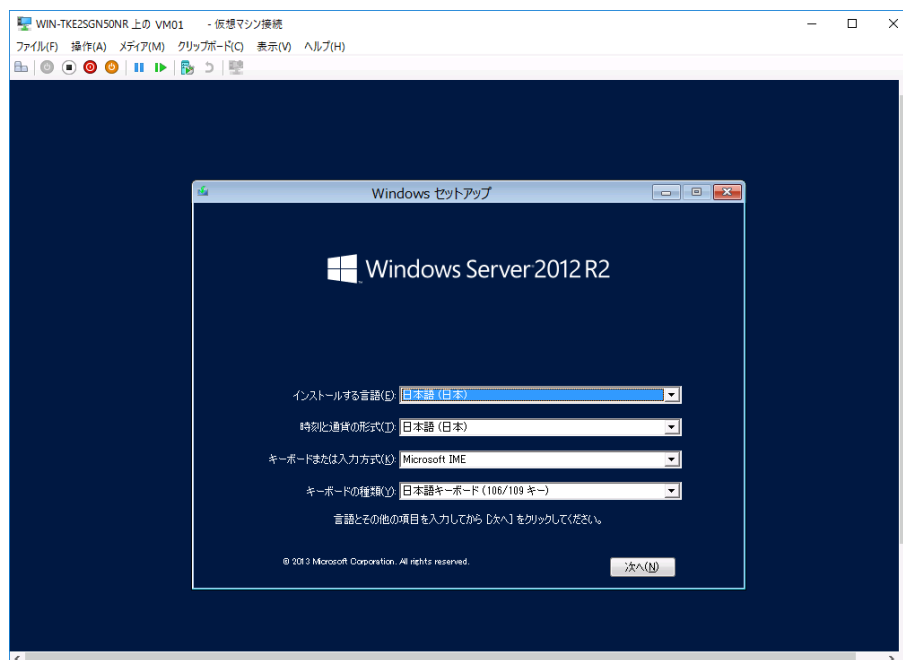 WIN-TKE2SGN50NR 上の VM01 - 仮想マシン接続
ファイル(F) 操作(A) メディア(M) クリップボード(C) 表示(V) ヘルプ(H)
Windows セットアップ
Windows Server 2012 R2
インストールする言語(E): 日本語 (日本)
時刻と通貨の形式(T): 日本語 (日本)
キーボードまたは入力方式(K): Microsoft IME
キーボードの種類(Y): 日本語キーボード (106/109 キー)
言語とその他の項目を入力してから [次へ] をクリックしてください。
© 2013 Microsoft Corporation. All rights reserved.
次へ(N)